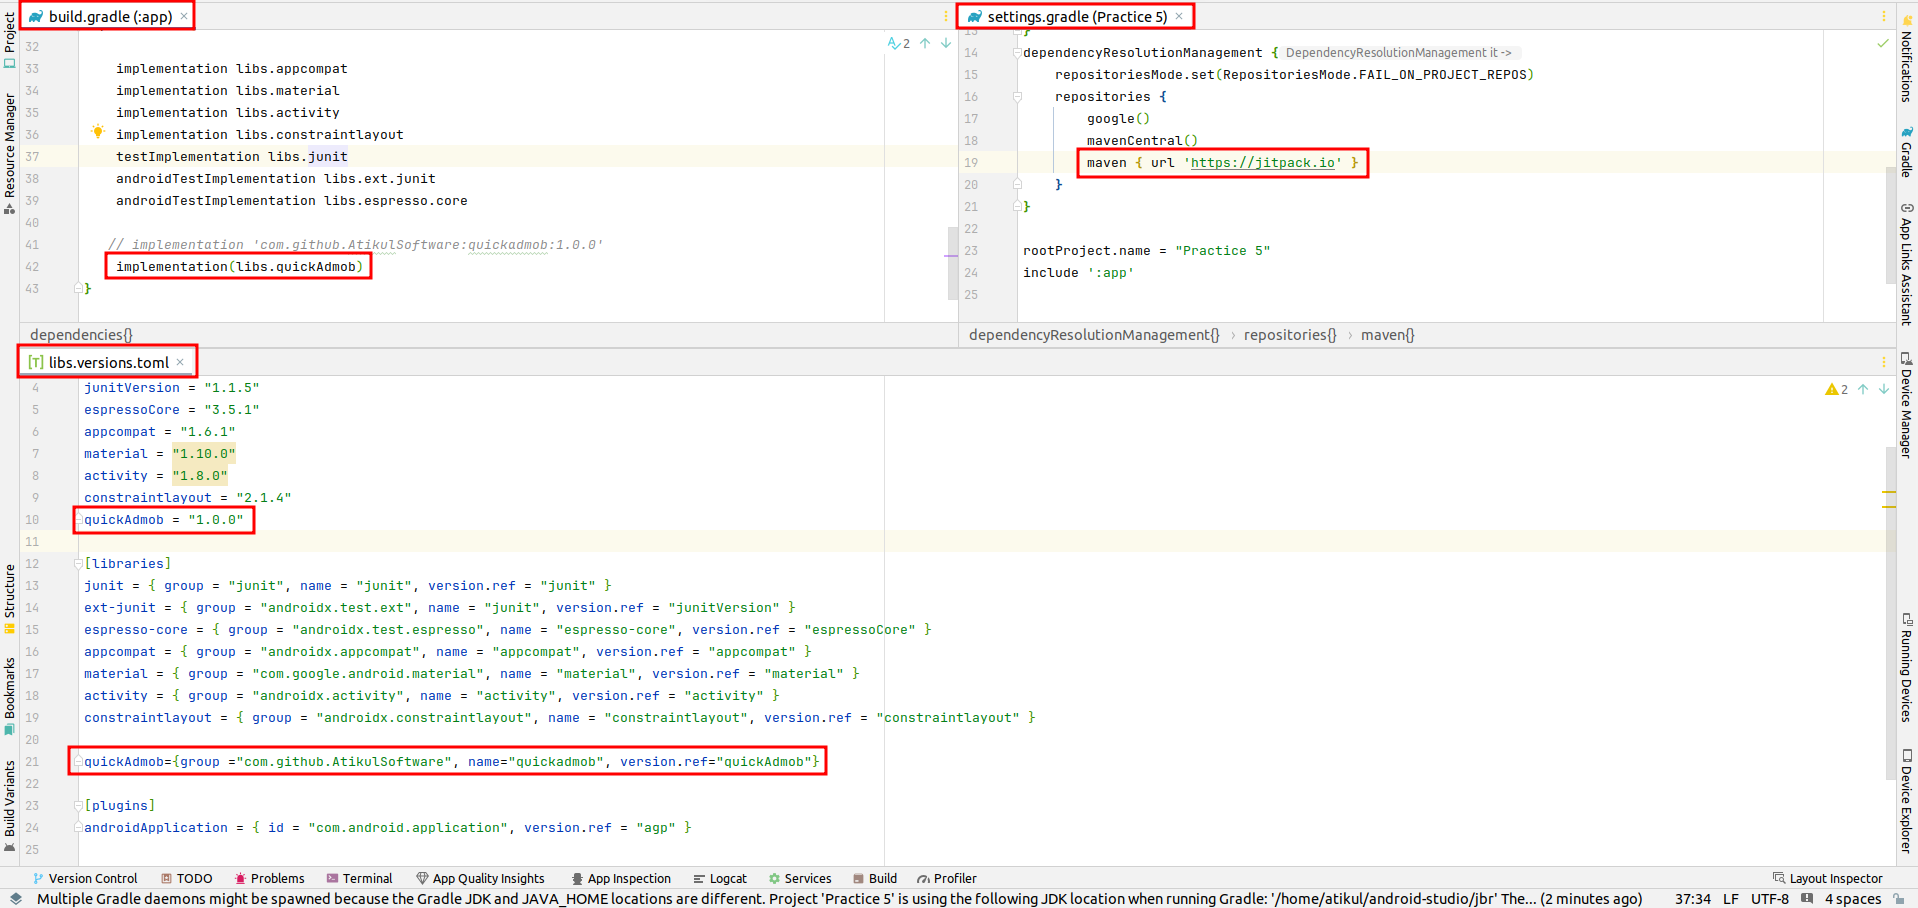 Project
Resource Manager
Structure
Bookmarks
Build Variants
build.gradle (:app) ×
2
32
33 implementation libs.appcompat
34 implementation libs.material
35 implementation libs.activity
36 implementation libs.constraintlayout
37 testImplementation libs.junit
38 androidTestImplementation libs.ext.junit
39 androidTestImplementation libs.espresso.core
40
41 // implementation 'com.github.AtikulSoftware:quickadmob:1.0.0'
42 implementation(libs.quickAdmob)
43 }
dependencies{}
settings.gradle (Practice 5) ×
13 }
14 dependencyResolutionManagement { DependencyResolutionManagement it ->
15 repositoriesMode.set(RepositoriesMode.FAIL_ON_PROJECT_REPOS)
16 repositories {
17 google()
18 mavenCentral()
19 maven { url 'https://jitpack.io' }
20 }
21 }
22
23 rootProject.name = "Practice 5"
24 include ':app'
25
dependencyResolutionManagement{} › repositories{} › maven{}
[T] libs.versions.toml ×
2
4 junitVersion = "1.1.5"
5 espressoCore = "3.5.1"
6 appcompat = "1.6.1"
7 material = "1.10.0"
8 activity = "1.8.0"
9 constraintlayout = "2.1.4"
10 quickAdmob = "1.0.0"
11
12 [libraries]
13 junit = { group = "junit", name = "junit", version.ref = "junit" }
14 ext-junit = { group = "androidx.test.ext", name = "junit", version.ref = "junitVersion" }
15 espresso-core = { group = "androidx.test.espresso", name = "espresso-core", version.ref = "espressoCore" }
16 appcompat = { group = "androidx.appcompat", name = "appcompat", version.ref = "appcompat" }
17 material = { group = "com.google.android.material", name = "material", version.ref = "material" }
18 activity = { group = "androidx.activity", name = "activity", version.ref = "activity" }
19 constraintlayout = { group = "androidx.constraintlayout", name = "constraintlayout", version.ref = "constraintlayout" }
20
21 quickAdmob={group ="com.github.AtikulSoftware", name="quickadmob", version.ref="quickAdmob"}
22
23 [plugins]
24 androidApplication = { id = "com.android.application", version.ref = "agp" }
25
Notifications
Gradle
App Links Assistant
Device Manager
Running Devices
Device Explorer
Version Control TODO Problems Terminal App Quality Insights App Inspection Logcat Services Build Profiler Layout Inspector
Multiple Gradle daemons might be spawned because the Gradle JDK and JAVA_HOME locations are different. Project 'Practice 5' is using the following JDK location when running Gradle: '/home/atikul/android-studio/jbr' The... (2 minutes ago) 37:34 LF UTF-8 4 spaces